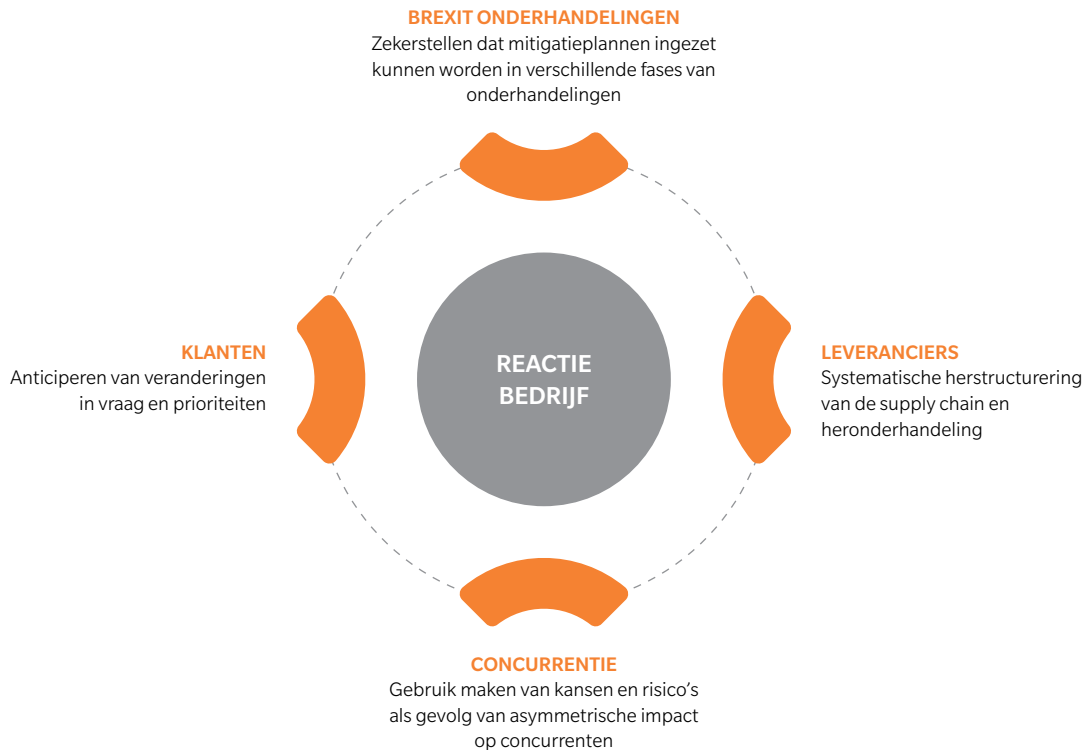 BREXIT ONDERHANDELINGEN
Zekerstellen dat mitigatieplannen ingezet
kunnen worden in verschillende fases van
onderhandelingen
KLANTEN
Anticiperen van veranderingen
in vraag en prioriteiten
REACTIE
BEDRIJF
LEVERANCIERS
Systematische herstructurering
van de supply chain en
heronderhandeling
CONCURRENTIE
Gebruik maken van kansen en risico's
als gevolg van asymmetrische impact
op concurrenten